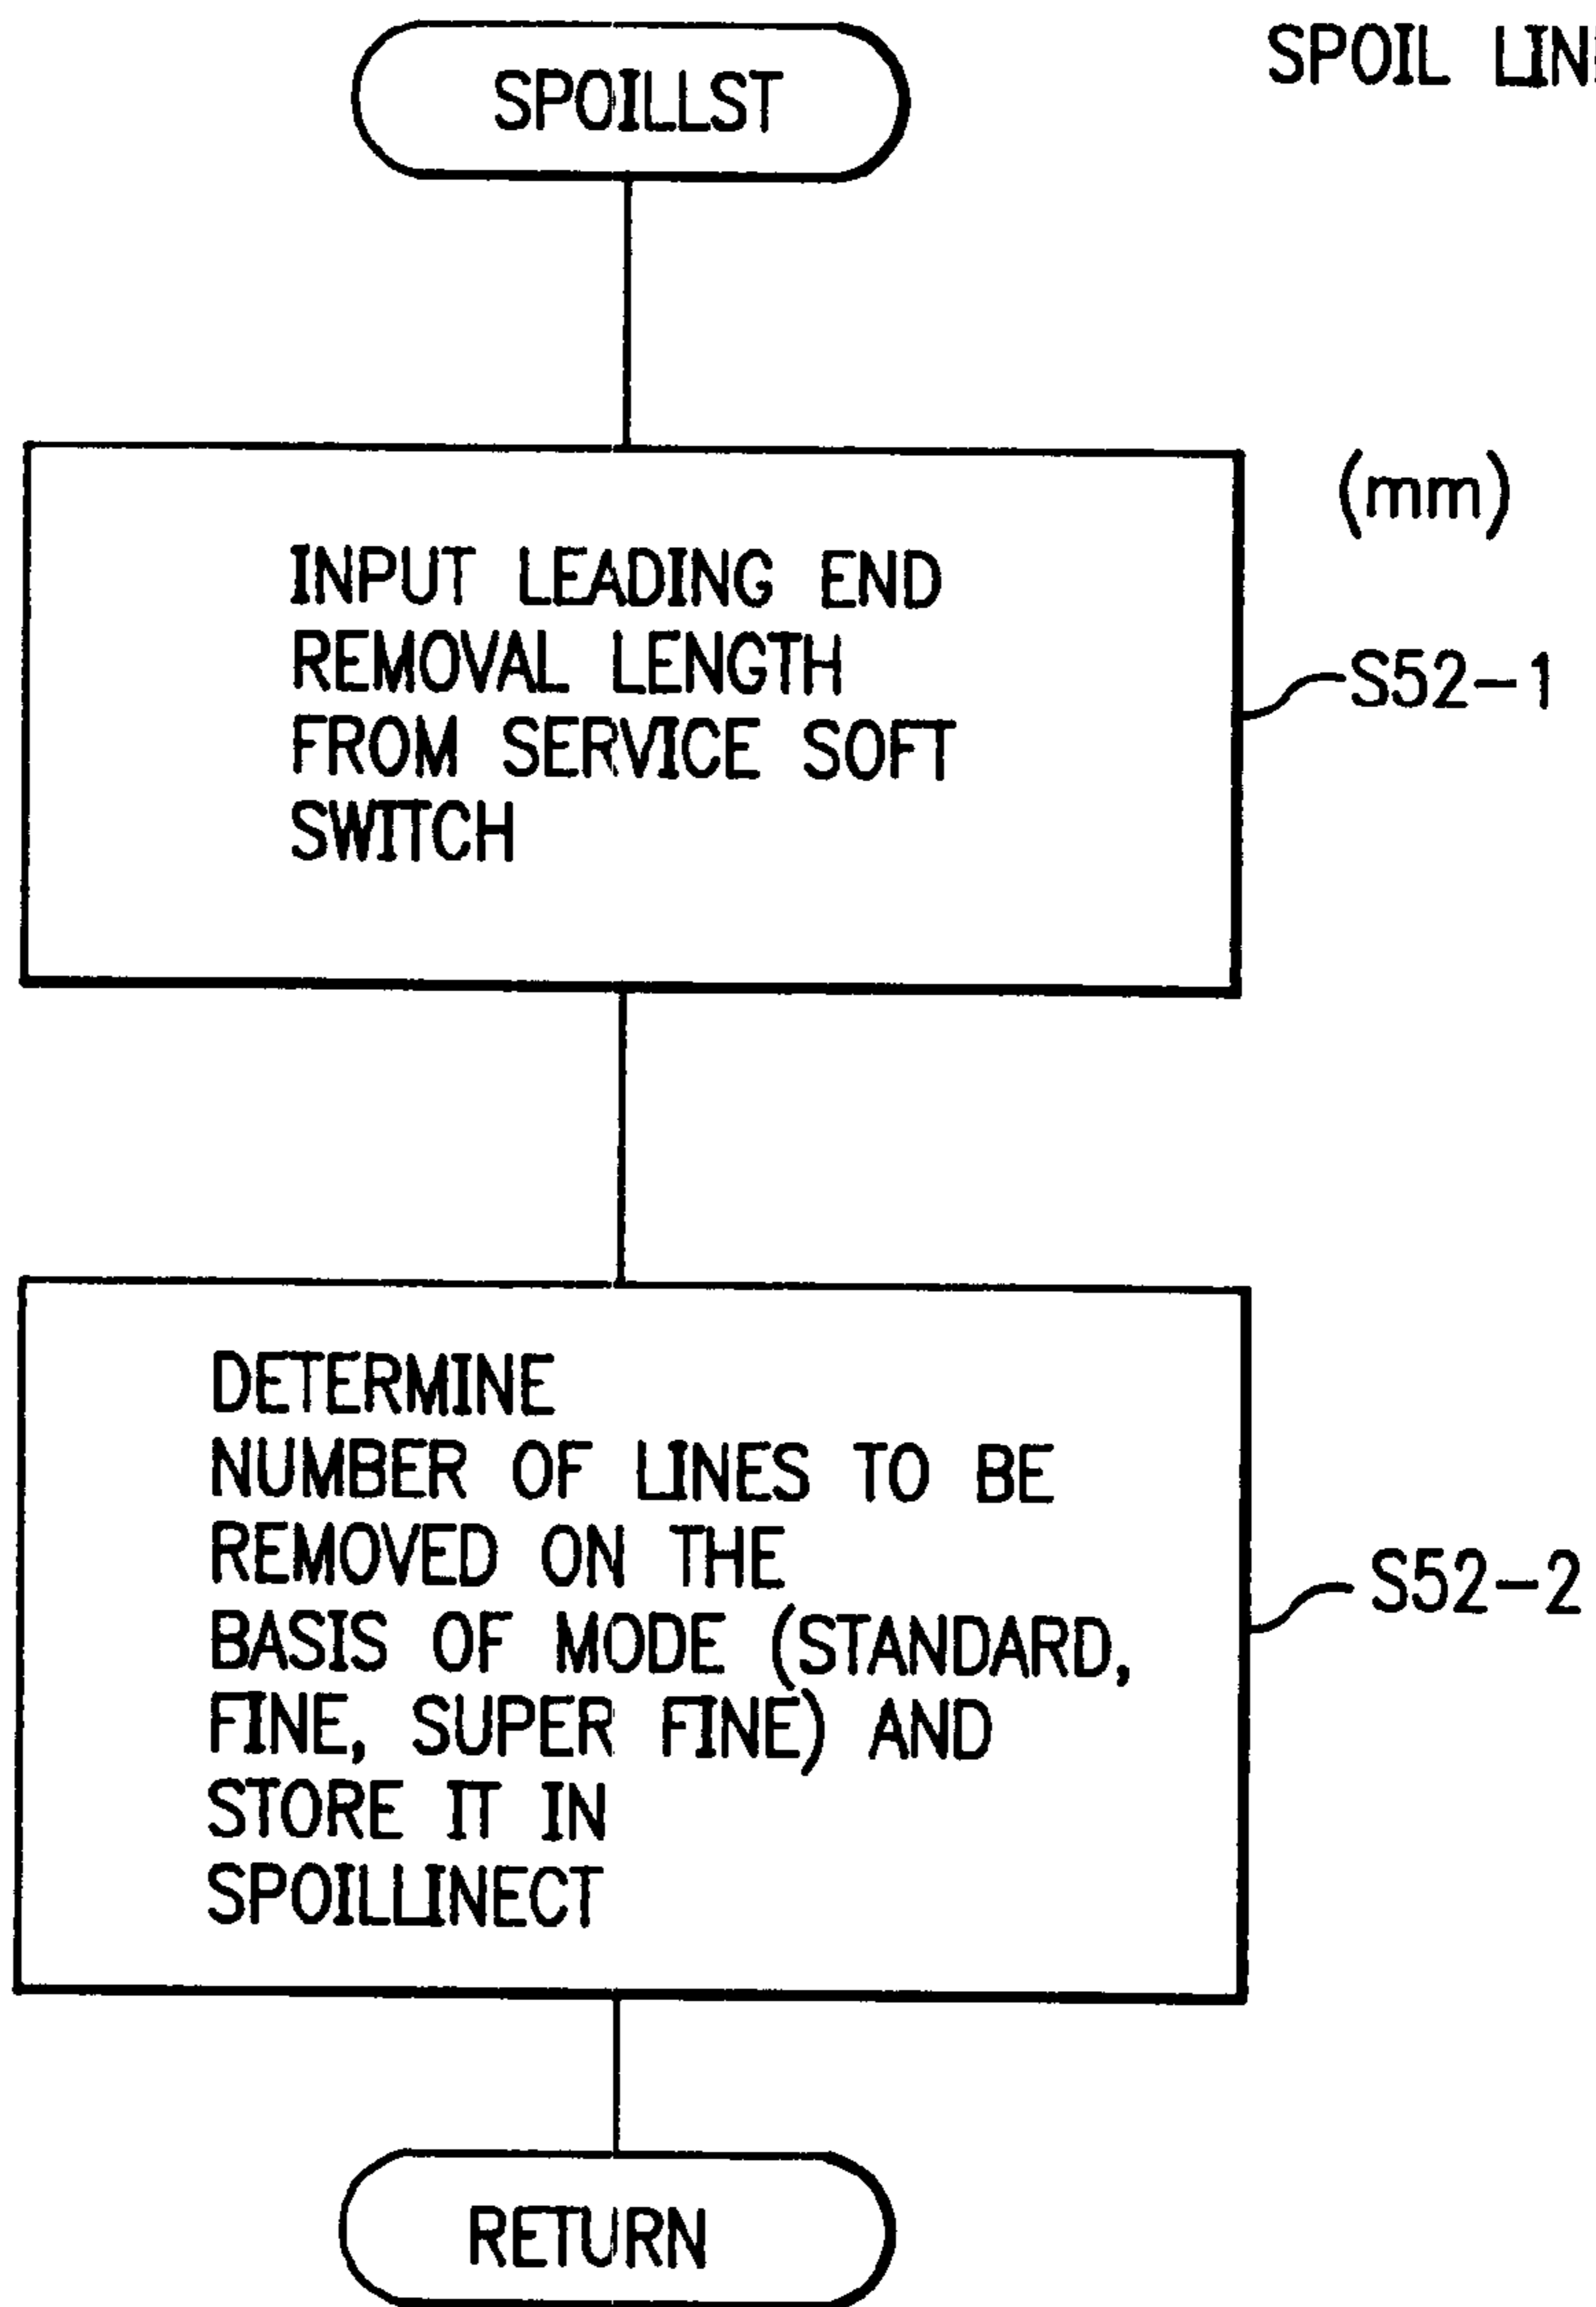 SPOILLST
SPOIL
(mm)
INPUT LEADING END
REMOVAL LENGTH
FROM SERVICE SOFT
SWITCH
S52-1
DETERMINE
NUMBER OF LINES TO BE
REMOVED ON THE
BASIS OF MODE (STANDARD,
FINE, SUPER FINE) AND
STORE IT IN
SPOILLINECT
S52-2
RETURN